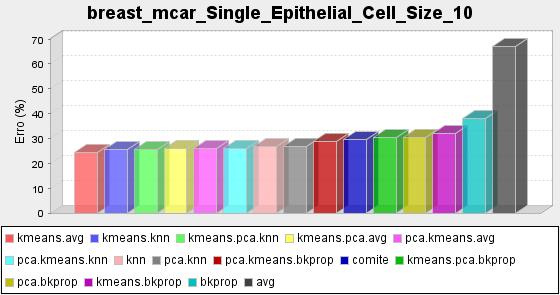 breast_mcar_Single_Epithelial_Cell_Size_10
Erro (%)
70
60
50
40
30
20
10
0
kmeans.avg kmeans.knn kmeans.pca.knn kmeans.pca.avg pca.kmeans.avg
pca.kmeans.knn knn pca.knn pca.kmeans.bkprop comite kmeans.pca.bkprop
pca.bkprop kmeans.bkprop bkprop avg